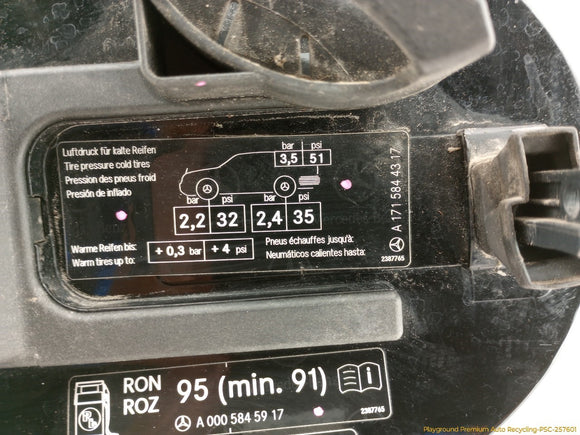 Luftdruck für kalte Reifen
Tire pressure cold tires
Pression des pneus froid
Presión de inflado
bar psi
3,5 51
bar psi bar psi
2,2 32 2,4 35
Warme Reifen bis:
Warm tires up to:
+ 0,3 bar + 4 psi
Pneus échauffes jusqu'à:
Neumáticos calientes hasta:
A 171 584 43 17
2387765
RON
ROZ
95 (min. 91)
A 000 584 59 17
2387765
Playground Premium Auto Recycling-PSC-257601